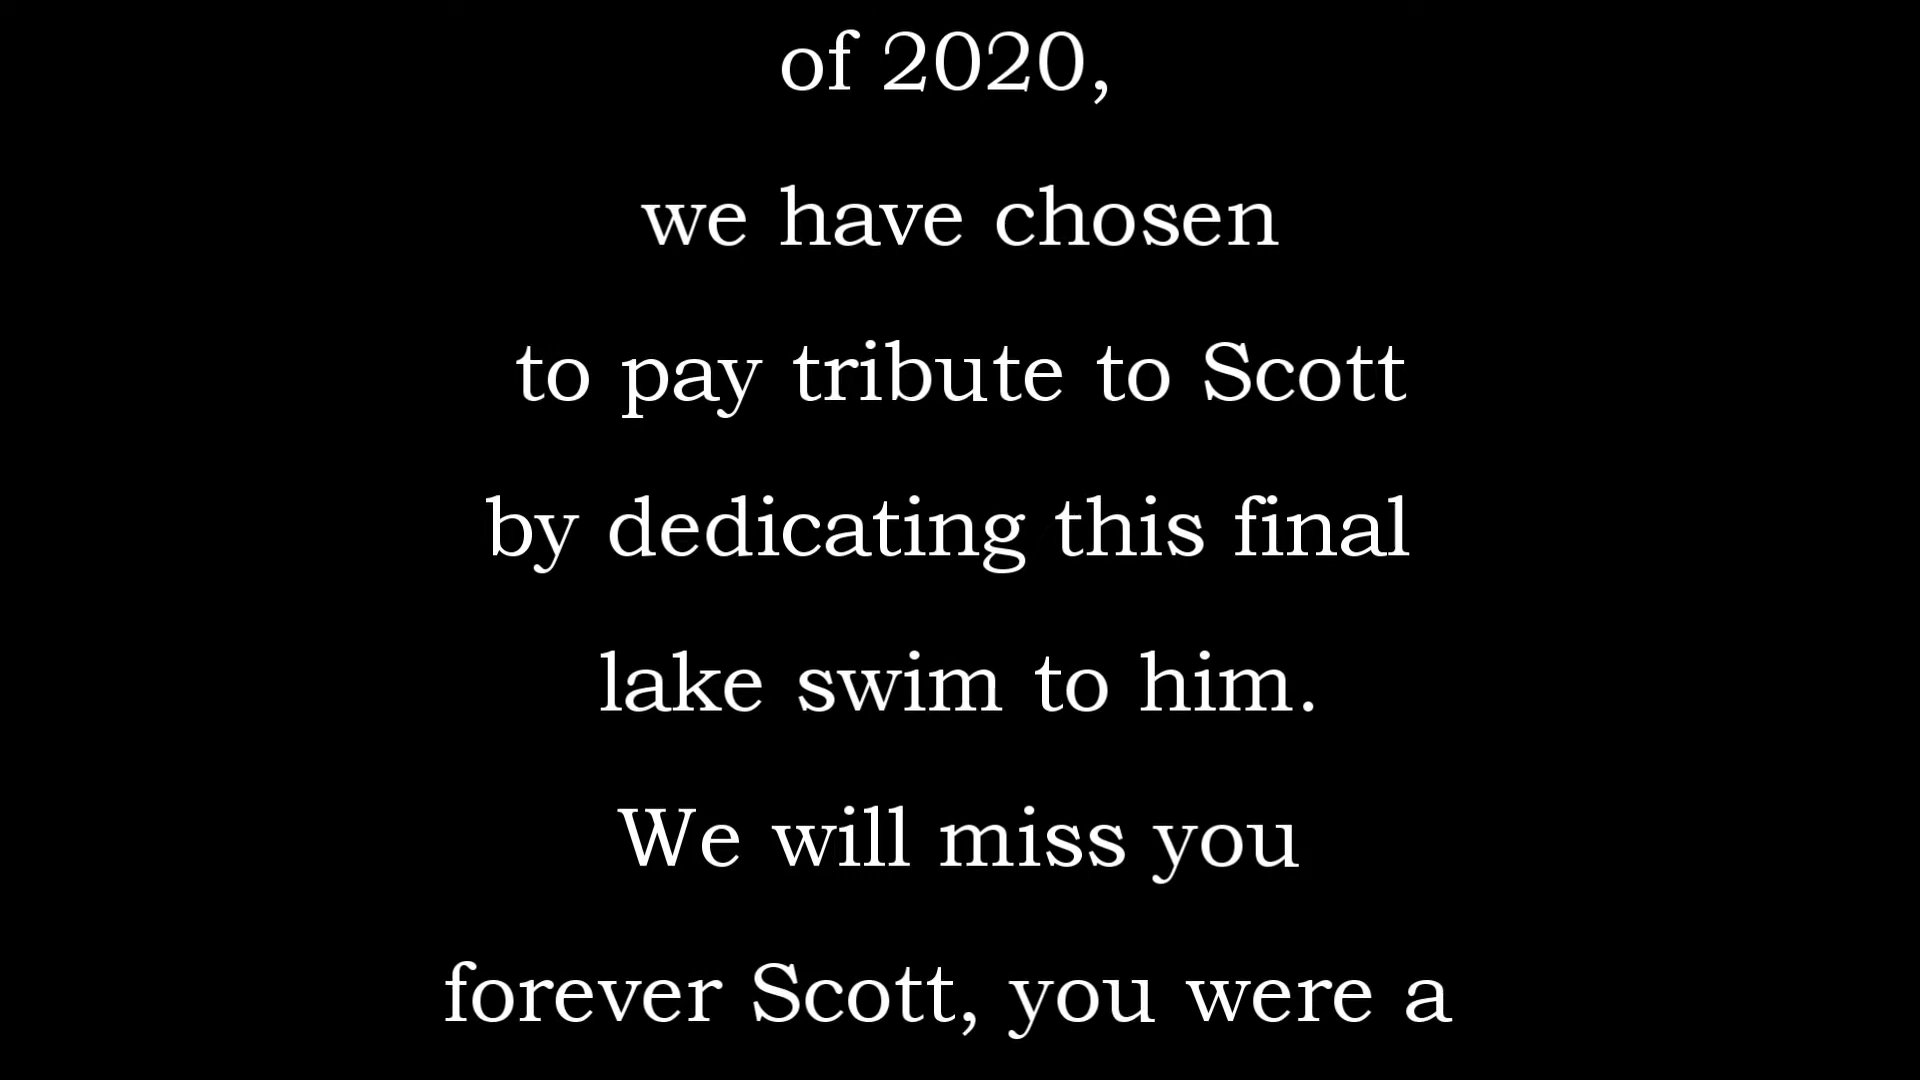 of 2020,
we have chosen
to pay tribute to Scott
by dedicating this final
lake swim to him.
We will miss you
forever Scott, you were a